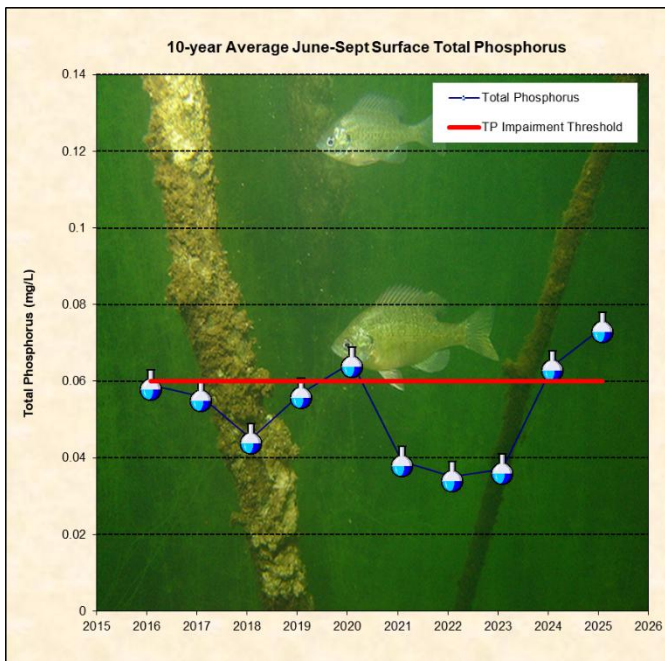 10-year Average June-Sept Surface Total Phosphorus
Total Phosphorus
TP Impairment Threshold
Total Phosphorus (mg/L)
0.14
0.12
0.1
0.08
0.06
0.04
0.02
0
2015 2016 2017 2018 2019 2020 2021 2022 2023 2024 2025 2026